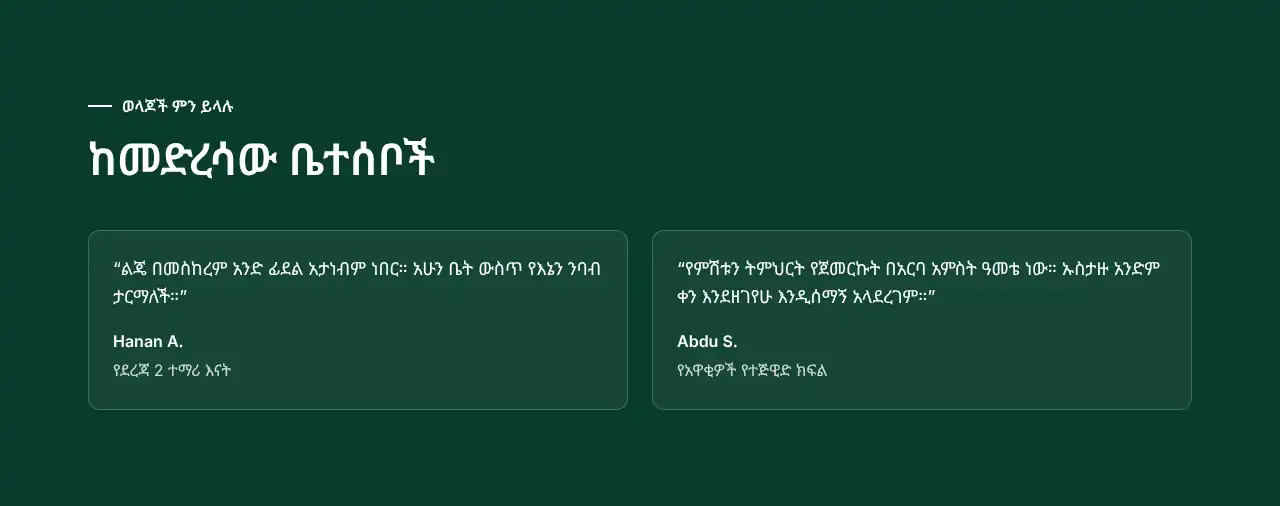 ወላጆች ምን ይላሉ
ከመድረሳው ቤተሰቦች
“ልጄ በመስከረም አንድ ፊደል አታነብም ነበር። አሁን ቤት ውስጥ የእኔን ንባብ
ታርማለች።”
Hanan A.
የደረጃ 2 ተማሪ እናት
“የምሽቱን ትምህርት የጀመርኩት በአርባ አምስት ዓመቴ ነው። ኡስታዙ አንድም
ቀን እንደዘገየሁ እንዲሰማኝ አላደረገም።”
Abdu S.
የአዋቂዎች የተጅዊድ ክፍል